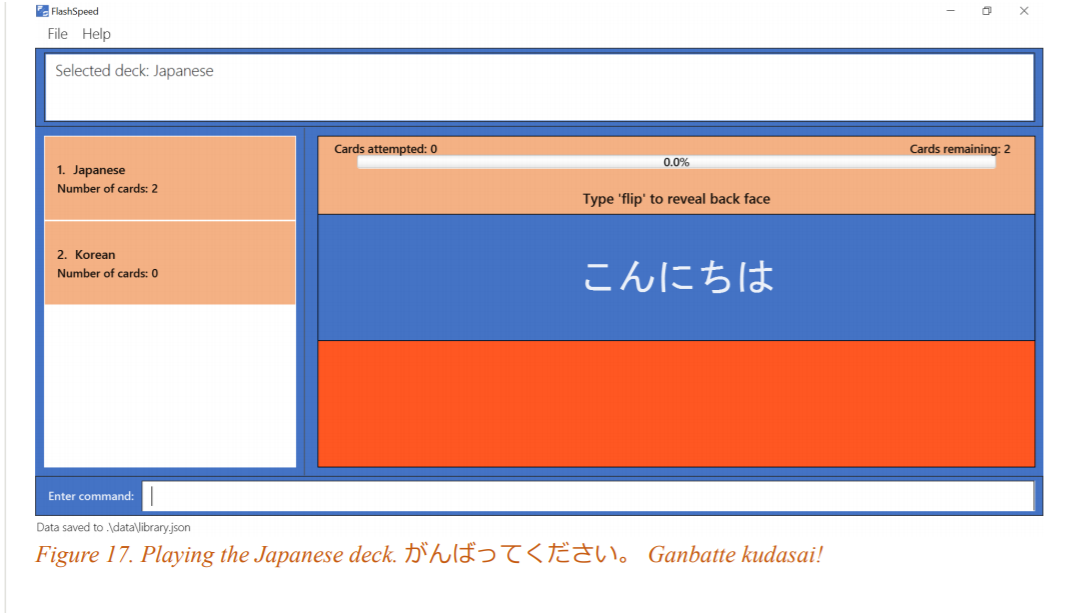 FlashSpeed
File Help
Selected deck: Japanese
1. Japanese
Number of cards: 2
2. Korean
Number of cards: 0
Cards attempted: 0
Cards remaining: 2
0.0%
Type 'flip' to reveal back face
こんにちは
Enter command:
Data saved to .\data\library.json
Figure 17. Playing the Japanese deck. がんばってください。 Ganbatte kudasai!